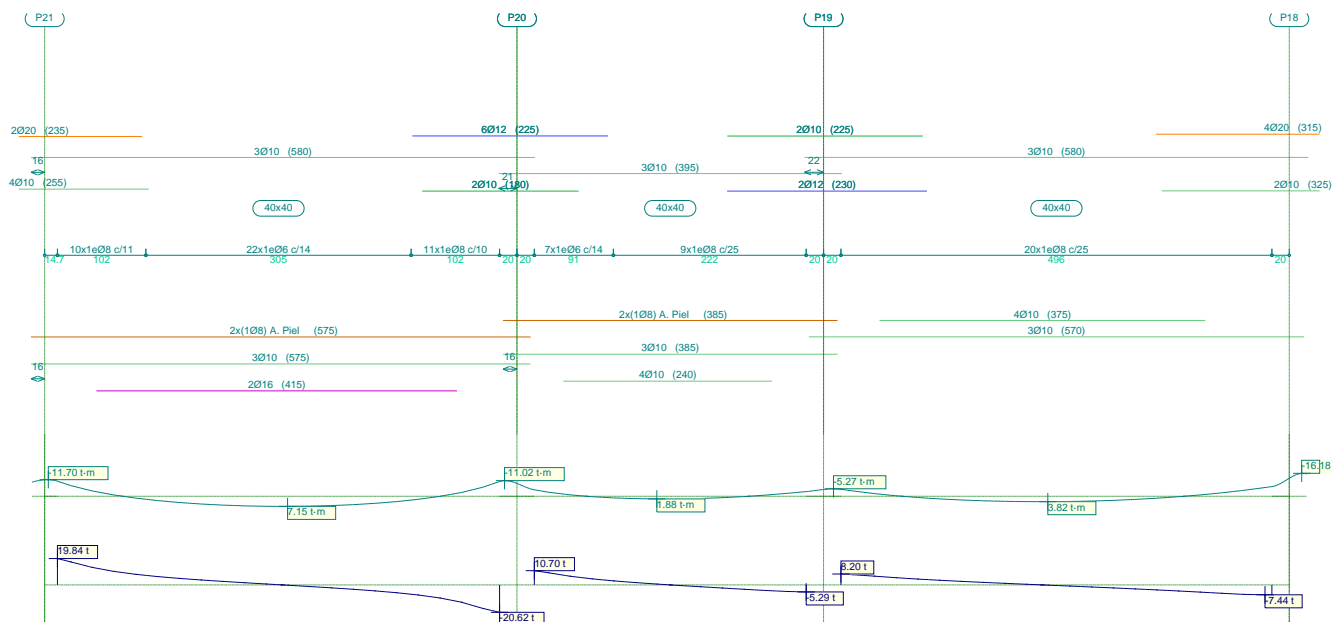 P21 P20 P19 P18
2Ø20 (235) 6Ø12 (225) 2Ø10 (225) 4Ø20 (315)
3Ø10 (580) 3Ø10 (580)
16 22
3Ø10 (395)
21
4Ø10 (255) 2Ø10 (180) 2Ø12 (230) 2Ø10 (325)
40x40 40x40 40x40
10x1eØ8 c/11 22x1eØ6 c/14 11x1eØ8 c/10 7x1eØ6 c/14 9x1eØ8 c/25 20x1eØ8 c/25
14.7 102 305 102 20 20 91 222 20 20 496 20
2x(1Ø8) A. Piel (385) 4Ø10 (375)
2x(1Ø8) A. Piel (575) 3Ø10 (570)
3Ø10 (385)
3Ø10 (575)
16 16
4Ø10 (240)
2Ø16 (415)
-11.70 t·m -11.02 t·m -5.27 t·m -16.18
7.15 t·m 1.88 t·m 3.82 t·m
19.84 t 10.70 t 8.20 t
-20.62 t -5.29 t -7.44 t